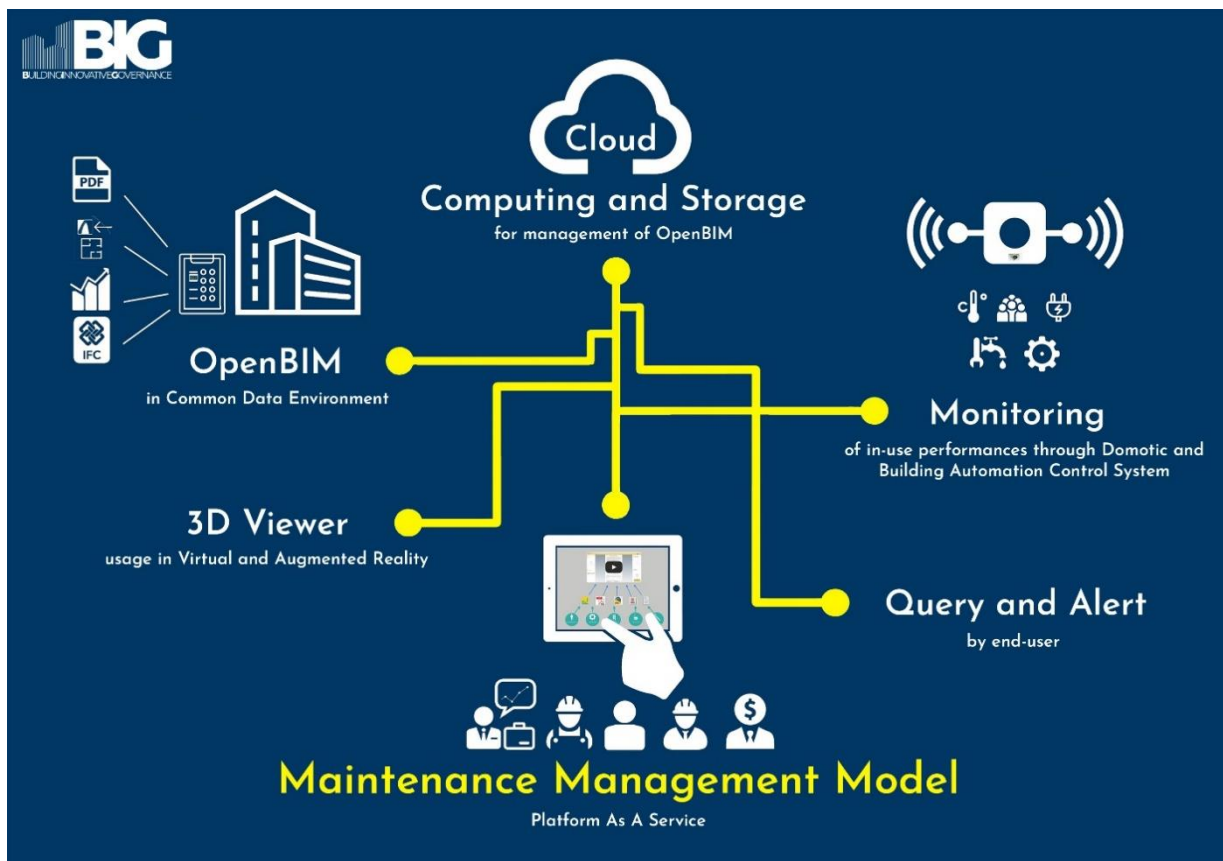 BIG
BUILDINGINNOVATIVEGOVERNANCE
Cloud
Computing and Storage
for management of OpenBIM
PDF
IFC
OpenBIM
in Common Data Environment
C°
Monitoring
of in-use performances through Domotic and
Building Automation Control System
3D Viewer
usage in Virtual and Augmented Reality
Query and Alert
by end-user
$
Maintenance Management Model
Platform As A Service